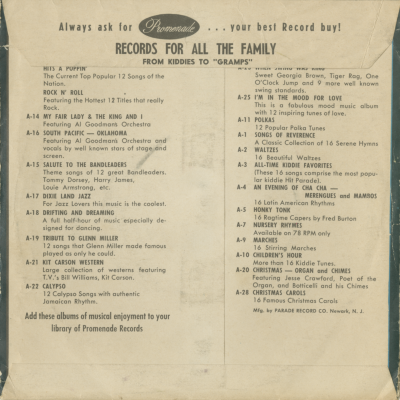 Always ask for Promenade ... your best Record buy!
RECORDS FOR ALL THE FAMILY
FROM KIDDIES TO "GRAMPS"
HITS A POPPIN'
The Current Top Popular 12 Songs of the
Nation.
ROCK N' ROLL
Featuring the Hottest 12 Titles that really
Rock.
A-14 MY FAIR LADY & THE KING AND I
Featuring Al Goodmans Orchestra
A-16 SOUTH PACIFIC — OKLAHOMA
Featuring Al Goodmans Orchestra and
vocals by well known stars of stage and
screen.
A-15 SALUTE TO THE BANDLEADERS
Theme songs of 12 great Bandleaders.
Tommy Dorsey, Harry James,
Louie Armstrong, etc.
A-17 DIXIE LAND JAZZ
For Jazz Lovers this music is the coolest.
A-18 DRIFTING AND DREAMING
A full half-hour of music especially de-
signed for dancing.
A-19 TRIBUTE TO GLENN MILLER
12 songs that Glenn Miller made famous
played as only he could.
A-21 KIT CARSON WESTERN
Large collection of westerns featuring
T.V.'s Bill Williams, Kit Carson.
A-22 CALYPSO
12 Calypso Songs with authentic
Jamaican Rhythm.
Add these albums of musical enjoyment to your
library of Promenade Records
WHEN SWING WAS KING
Sweet Georgia Brown, Tiger Rag, One
O'Clock Jump and 9 more well known
swing standards.
A-25 I'M IN THE MOOD FOR LOVE
This is a fabulous mood music album
with 12 inspiring tunes of love.
A-11 POLKAS
12 Popular Polka Tunes
A-1 SONGS OF REVERENCE
A Classic Collection of 16 Serene Hymns
A-2 WALTZES
16 Beautiful Waltzes
A-3 ALL-TIME KIDDIE FAVORITES
(These 16 songs comprise the most popu-
lar kiddie Hit Parade).
A-4 AN EVENING OF CHA CHA —
MERENGUES and MAMBOS
16 Latin American Rhythms
A-5 HONKY TONK
16 Ragtime Capers by Fred Burton
A-7 NURSERY RHYMES
Available on 78 RPM only
A-9 MARCHES
16 Stirring Marches
A-10 CHILDREN'S HOUR
More than 16 Kiddie Tunes.
A-20 CHRISTMAS — ORGAN and CHIMES
Featuring Jesse Crawford, Poet of the
Organ, and Botticelli and his Chimes
A-28 CHRISTMAS CAROLS
16 Famous Christmas Carols
Mfg. by PARADE RECORD CO. Newark, N. J.